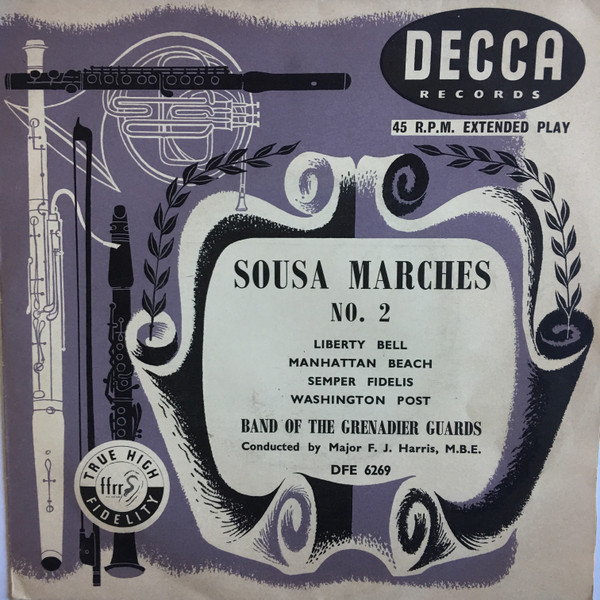 DECCA
RECORDS
45 R.P.M. EXTENDED PLAY
SOUSA MARCHES
NO. 2
LIBERTY BELL
MANHATTAN BEACH
SEMPER FIDELIS
WASHINGTON POST
BAND OF THE GRENADIER GUARDS
Conducted by Major F. J. Harris, M.B.E.
DFE 6269
TRUE HIGH
ffrr
FIDELITY